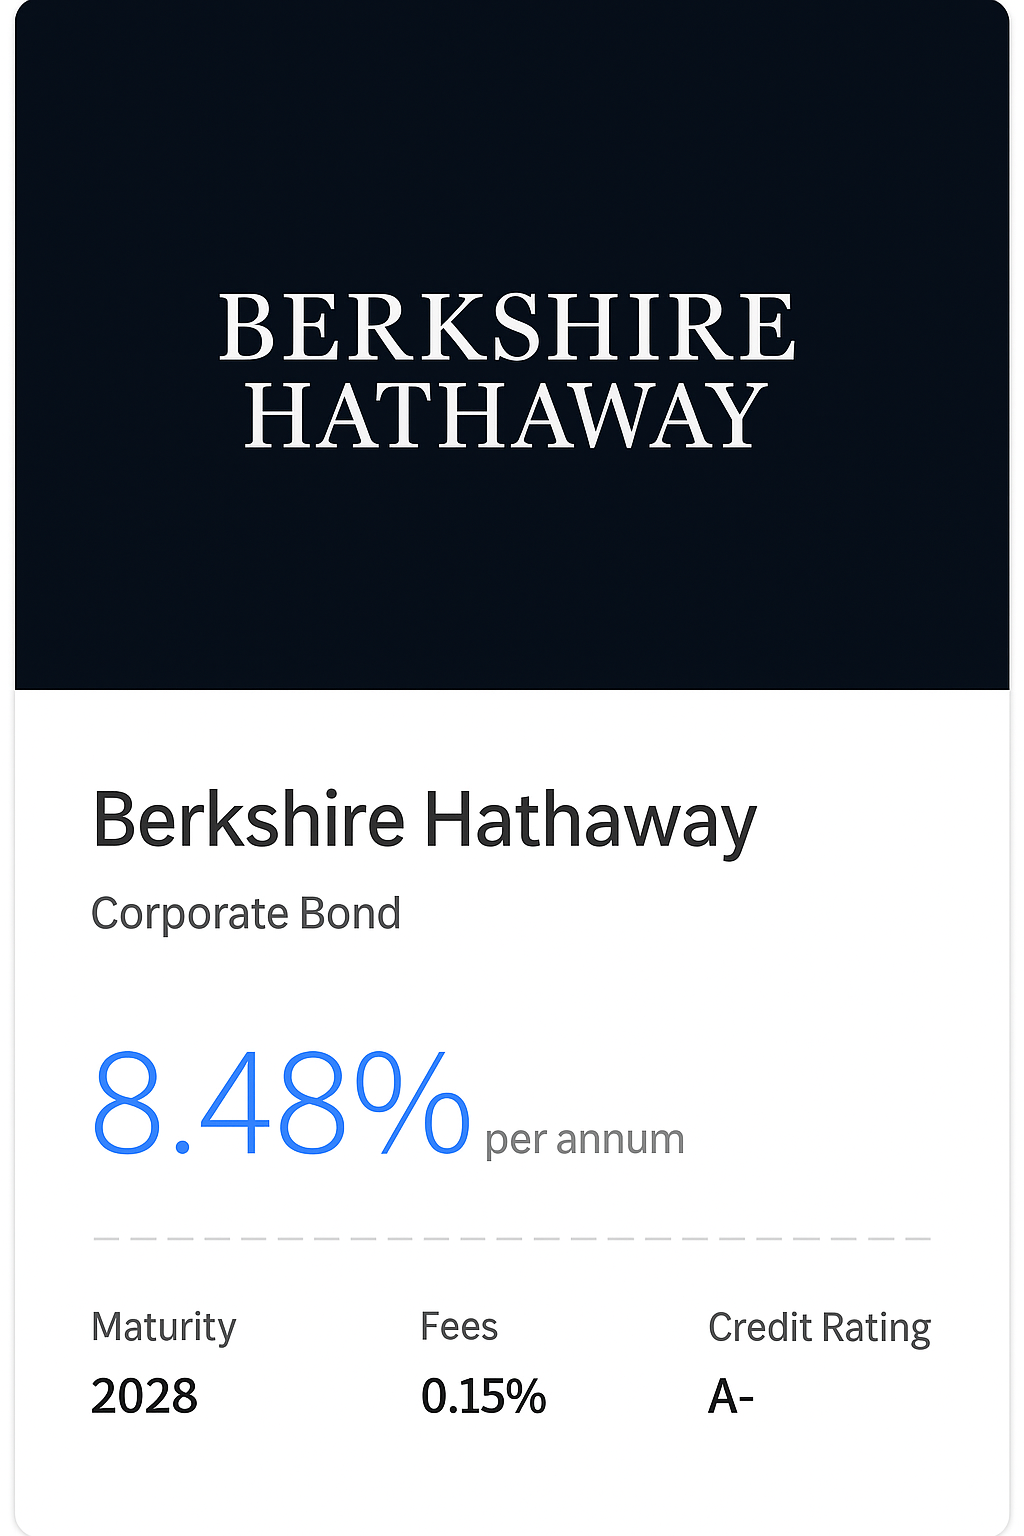 BERKSHIRE
HATHAWAY
Berkshire Hathaway
Corporate Bond
8.48% per annum
Maturity Fees Credit Rating
2028 0.15% A-